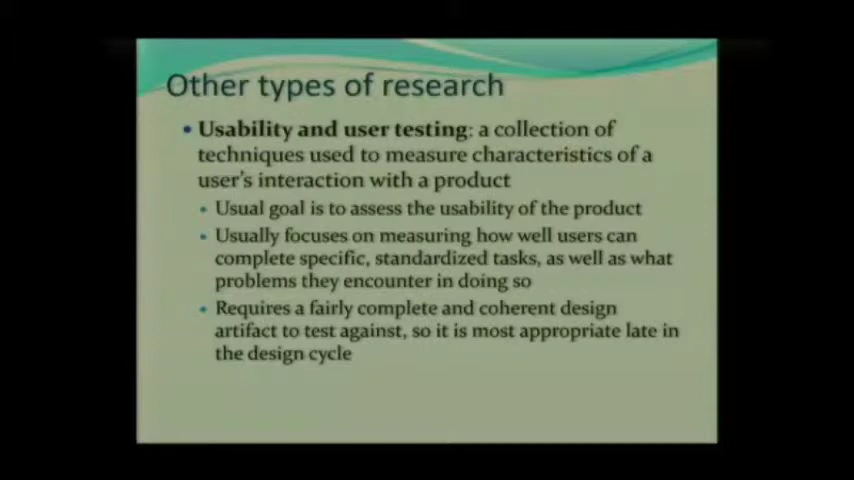 Other types of research
• Usability and user testing: a collection of
techniques used to measure characteristics of a
user's interaction with a product
• Usual goal is to assess the usability of the product
• Usually focuses on measuring how well users can
complete specific, standardized tasks, as well as what
problems they encounter in doing so
• Requires a fairly complete and coherent design
artifact to test against, so it is most appropriate late in
the design cycle